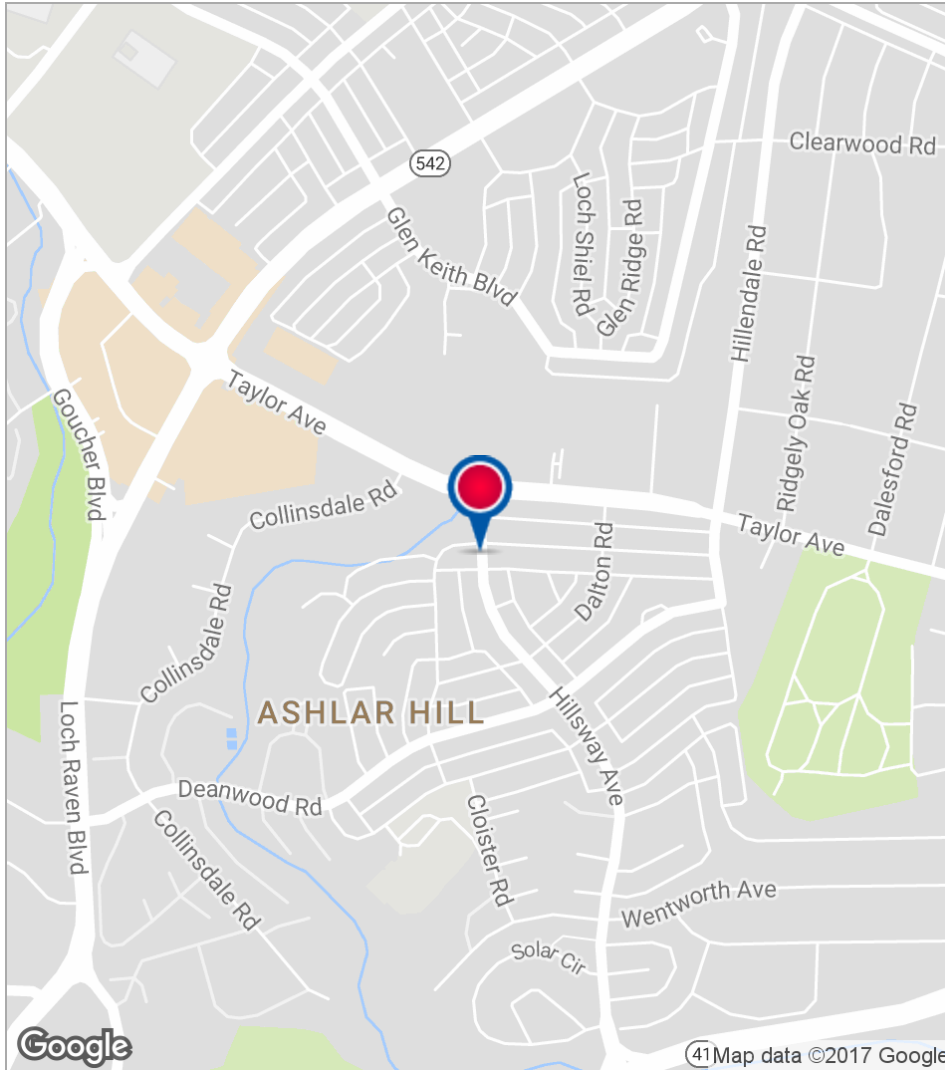 Clearwood Rd
542
Loch Shiel Rd
Glen Ridge Rd
Glen Keith Blvd
Hillendale Rd
Taylor Ave
Goucher Blvd
Ridgely Oak Rd
Dalesford Rd
Collinsdale Rd
Taylor Ave
Dalton Rd
Collinsdale Rd
ASHLAR HILL
Hillsway Ave
Loch Raven Blvd
Deanwood Rd
Cloister Rd
Collinsdale Rd
Wentworth Ave
Solar Cir
Google
41
Map data ©2017 Google